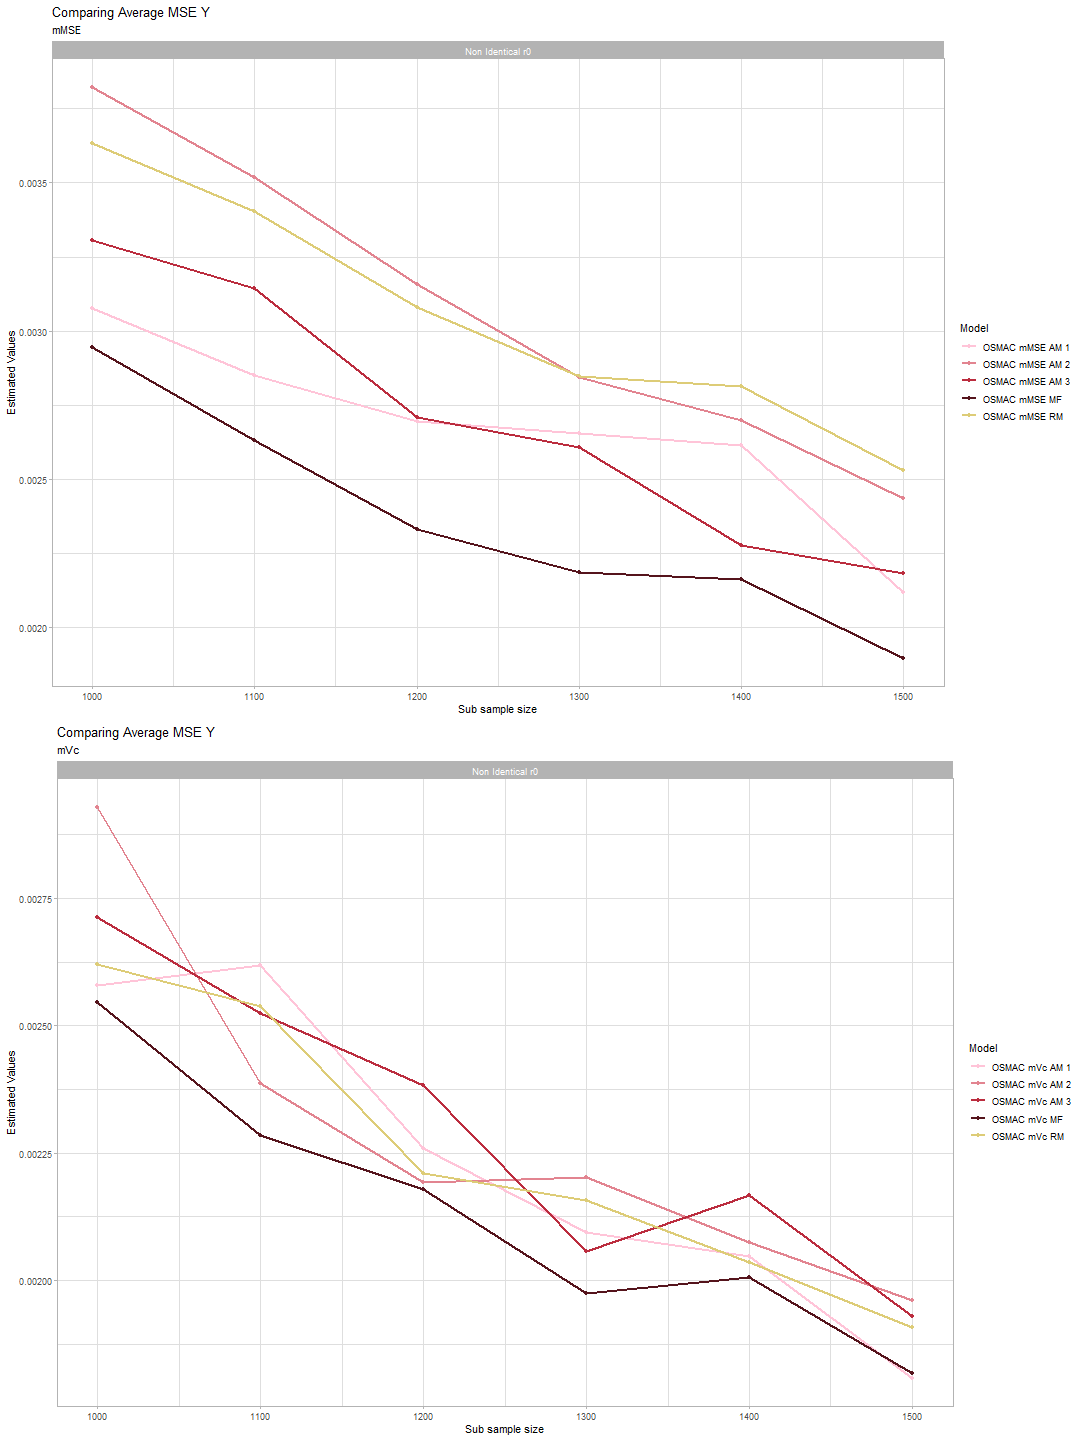 Comparing Average MSE Y
mMSE
Non Identical r0
0.0035
0.0030
0.0025
0.0020
Estimated Values
1000 1100 1200 1300 1400 1500
Sub sample size
Model
OSMAC mMSE AM 1
OSMAC mMSE AM 2
OSMAC mMSE AM 3
OSMAC mMSE MF
OSMAC mMSE RM
Comparing Average MSE Y
mVc
Non Identical r0
0.00275
0.00250
0.00225
0.00200
Estimated Values
1000 1100 1200 1300 1400 1500
Sub sample size
Model
OSMAC mVc AM 1
OSMAC mVc AM 2
OSMAC mVc AM 3
OSMAC mVc MF
OSMAC mVc RM